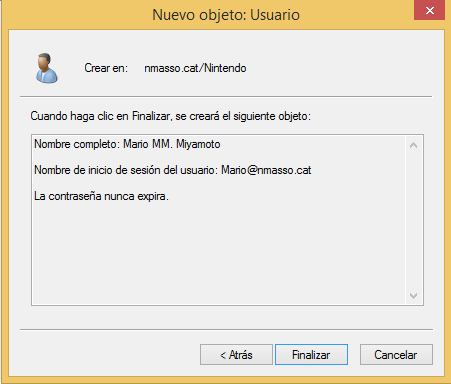 Nuevo objeto: Usuario
Crear en: nmasso.cat/Nintendo
Cuando haga clic en Finalizar, se creará el siguiente objeto:
Nombre completo: Mario MM. Miyamoto
Nombre de inicio de sesión del usuario: Mario@nmasso.cat
La contraseña nunca expira.
< Atrás Finalizar Cancelar